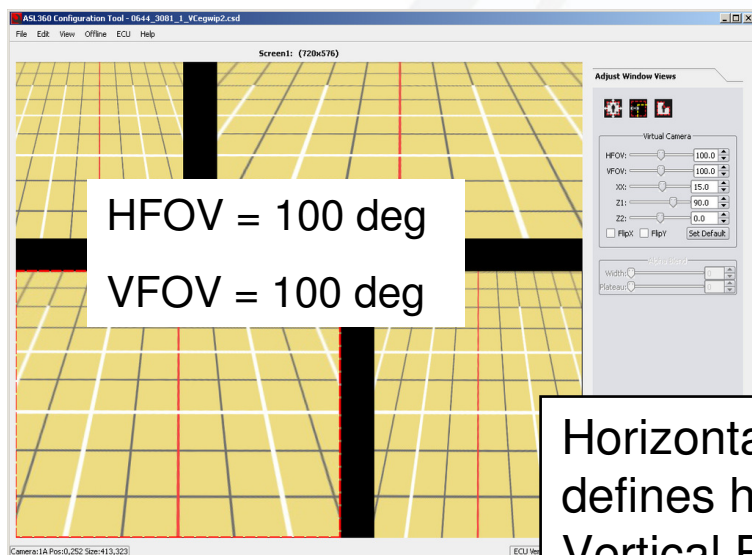 ASL360 Configuration Tool - 0644_3081_1_VCegwip2.csd
File Edit View Offline ECU Help
Screen1: (720x576)
Adjust Window Views
Virtual Camera
HFOV: 100.0
VFOV: 100.0
XX: 15.0
Z1: 90.0
Z2: 0.0
FlipX FlipY Set Default
Width: 0
Plateau: 0
HFOV = 100 deg
VFOV = 100 deg
Horizonta
defines h
Vertical F
Camera:1A Pos:0,252 Size:413,323
ECU Ver